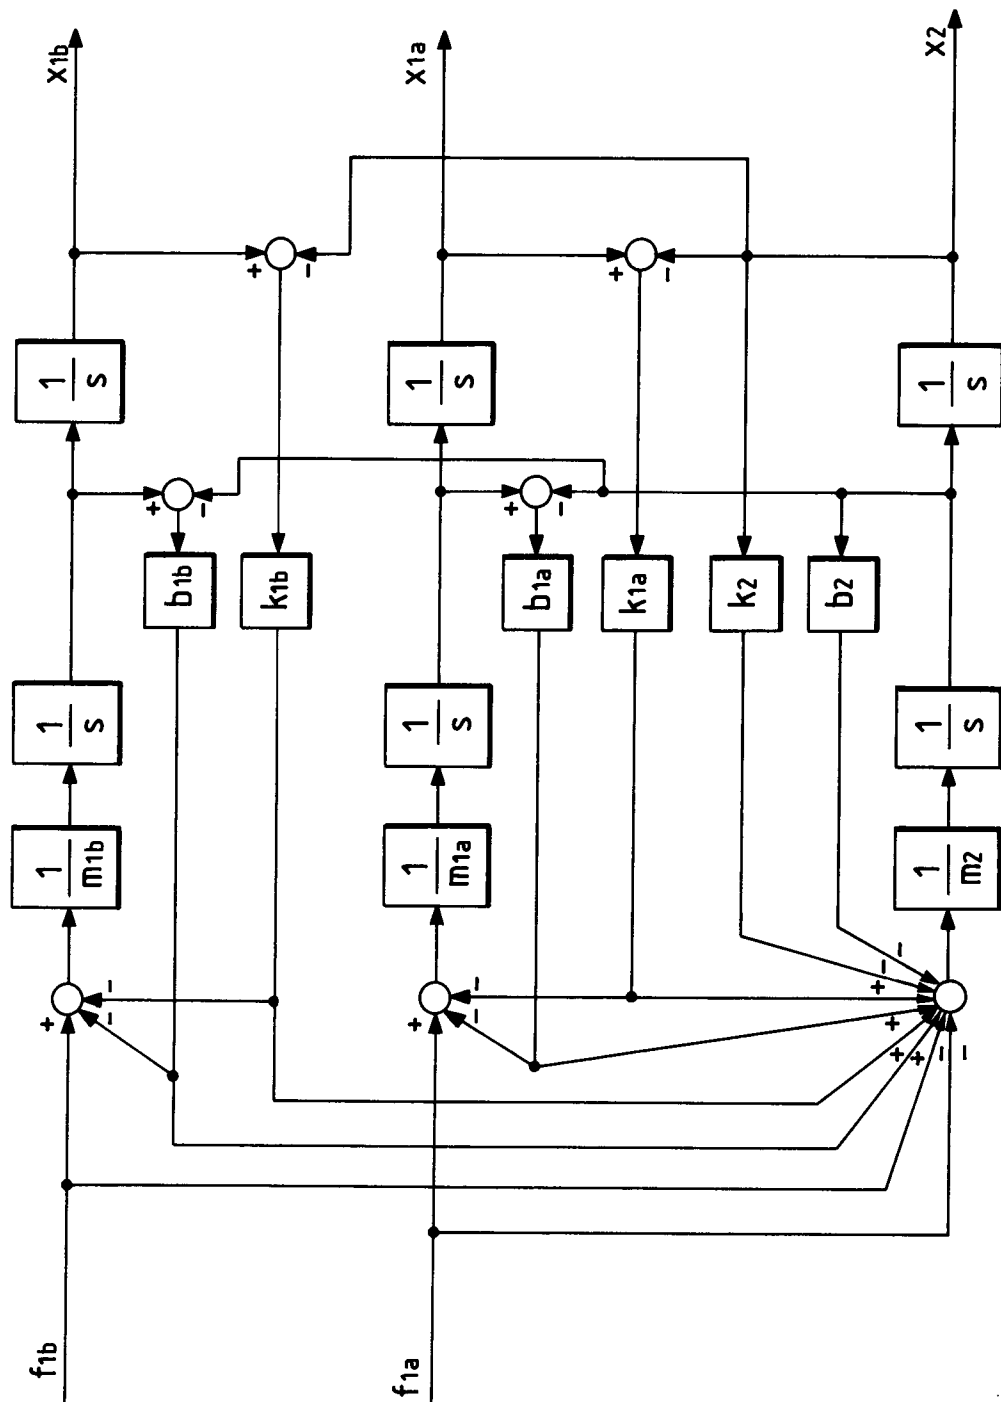 x1b
x1a
x2
+
-
+
-
1
s
1
s
1
s
+
-
+
-
b1b
k1b
b1a
k1a
k2
b2
1
s
1
s
1
s
1
m1b
1
m1a
1
m2
+
-
-
+
-
-
-
-
+
+
+
+
-
-
f1b
f1a